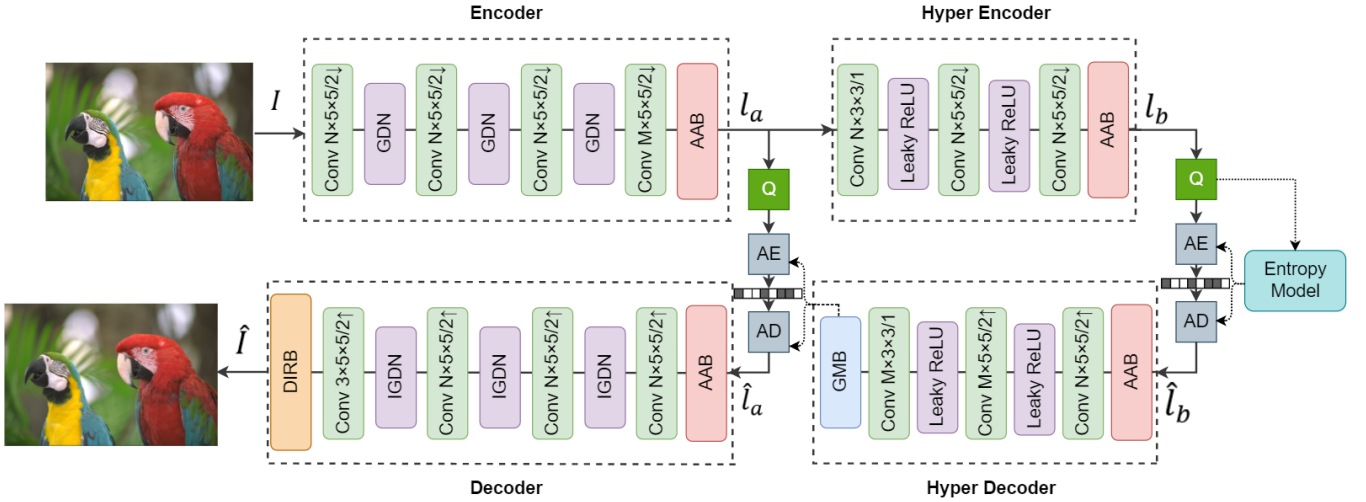 Encoder
Hyper Encoder
I
Conv N×5×5/2↓
GDN
Conv N×5×5/2↓
GDN
Conv N×5×5/2↓
GDN
Conv M×5×5/2↓
AAB
l_a
Conv N×3×3/1
Leaky ReLU
Conv N×5×5/2↓
Leaky ReLU
Conv N×5×5/2↓
AAB
l_b
Q
Q
AE
AE
Entropy
Model
AD
AD
Î
DIRB
Conv 3×5×5/2↑
IGDN
Conv N×5×5/2↑
IGDN
Conv N×5×5/2↑
IGDN
Conv N×5×5/2↑
AAB
l̂_a
GMB
Conv M×3×3/1
Leaky ReLU
Conv M×5×5/2↑
Leaky ReLU
Conv N×5×5/2↑
AAB
l̂_b
Decoder
Hyper Decoder